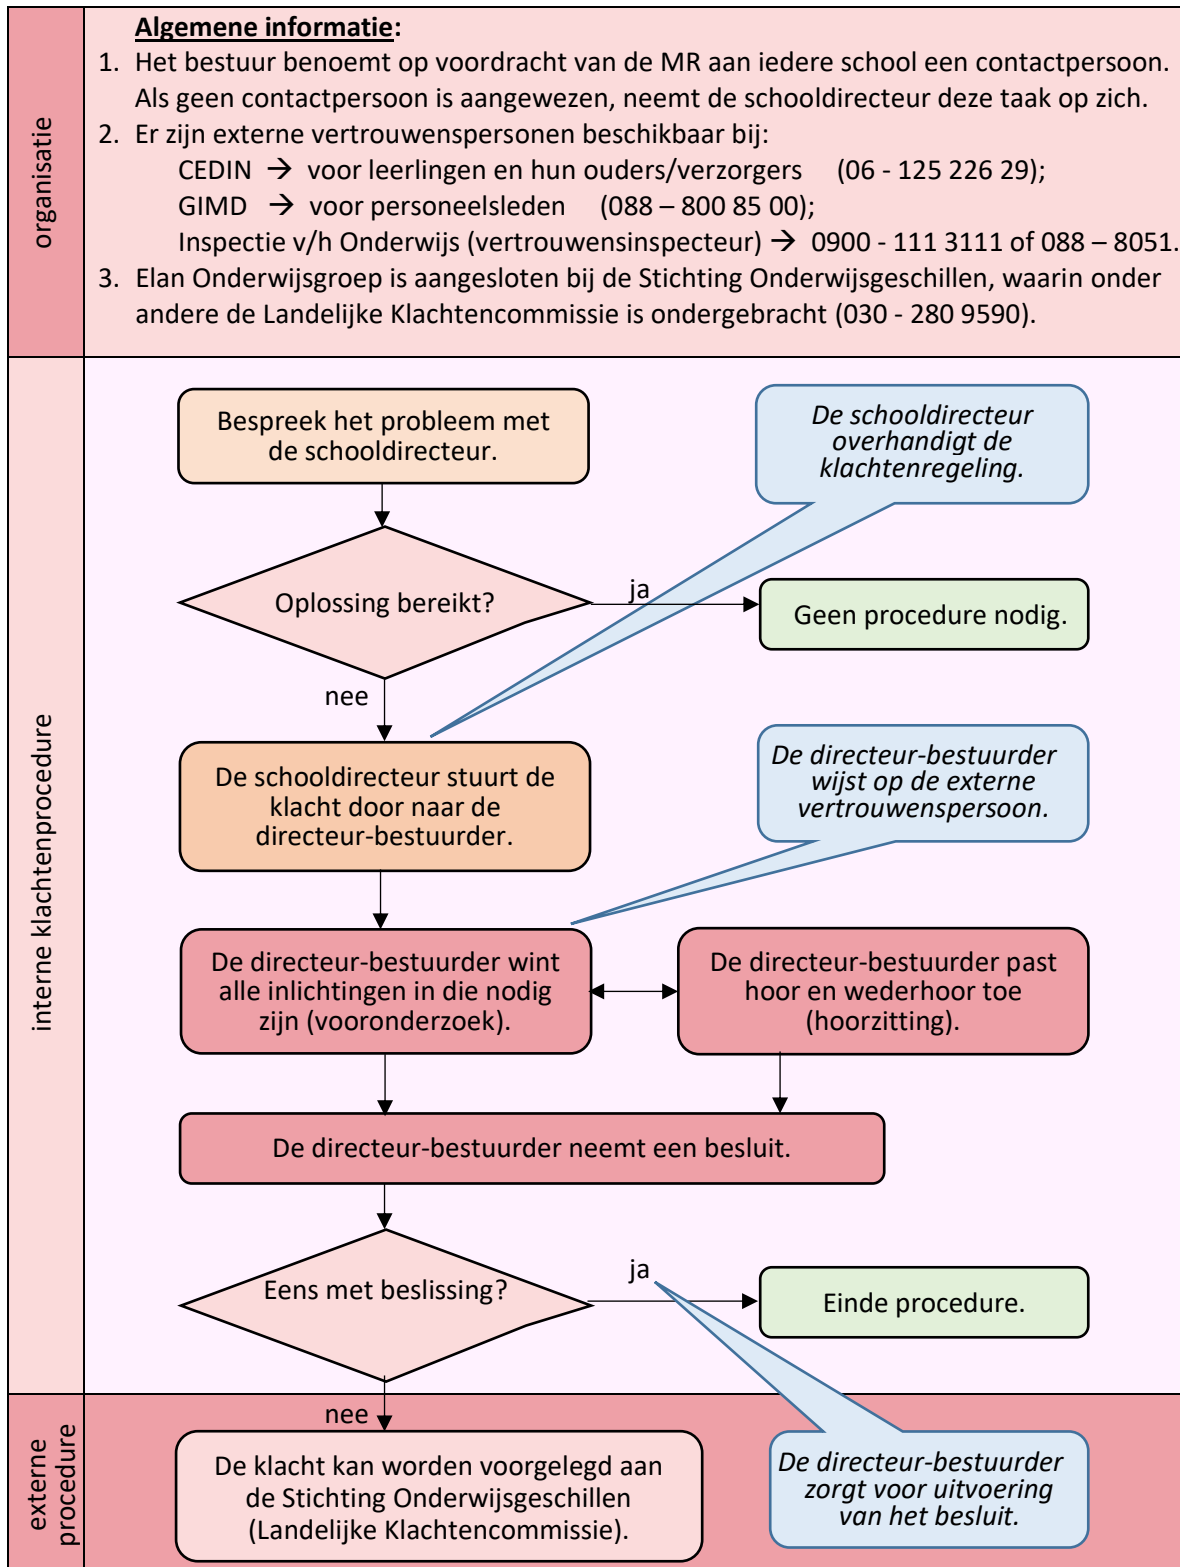 Algemene informatie:
1. Het bestuur benoemt op voordracht van de MR aan iedere school een contactpersoon.
Als geen contactpersoon is aangewezen, neemt de schooldirecteur deze taak op zich.
2. Er zijn externe vertrouwenspersonen beschikbaar bij:
CEDIN → voor leerlingen en hun ouders/verzorgers (06 - 125 226 29);
GIMD → voor personeelsleden (088 – 800 85 00);
Inspectie v/h Onderwijs (vertrouwensinspecteur) → 0900 - 111 3111 of 088 – 8051.
3. Elan Onderwijsgroep is aangesloten bij de Stichting Onderwijsgeschillen, waarin onder
andere de Landelijke Klachtencommissie is ondergebracht (030 - 280 9590).
organisatie
interne klachtenprocedure
Bespreek het probleem met
de schooldirecteur.
De schooldirecteur
overhandigt de
klachtenregeling.
Oplossing bereikt?
ja
Geen procedure nodig.
nee
De schooldirecteur stuurt de
klacht door naar de
directeur-bestuurder.
De directeur-bestuurder
wijst op de externe
vertrouwenspersoon.
De directeur-bestuurder wint
alle inlichtingen in die nodig
zijn (vooronderzoek).
De directeur-bestuurder past
hoor en wederhoor toe
(hoorzitting).
De directeur-bestuurder neemt een besluit.
Eens met beslissing?
ja
Einde procedure.
nee
externe
procedure
De klacht kan worden voorgelegd aan
de Stichting Onderwijsgeschillen
(Landelijke Klachtencommissie).
De directeur-bestuurder
zorgt voor uitvoering
van het besluit.